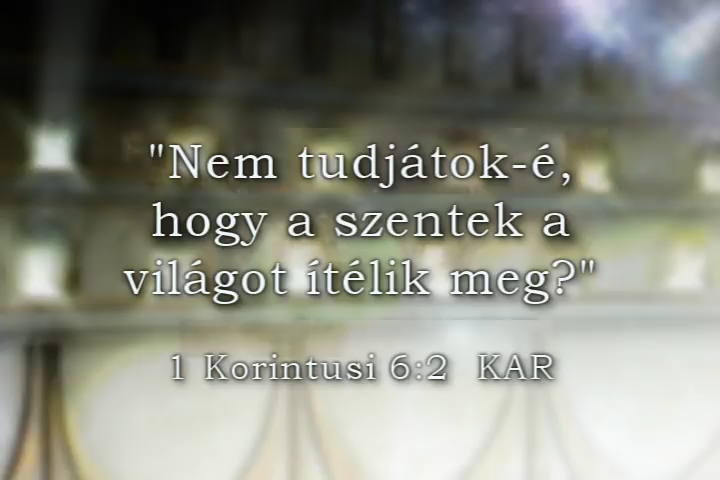 "Nem tudjátok-é,
hogy a szentek a
világot ítélik meg?"
1 Korintusi 6:2 KAR